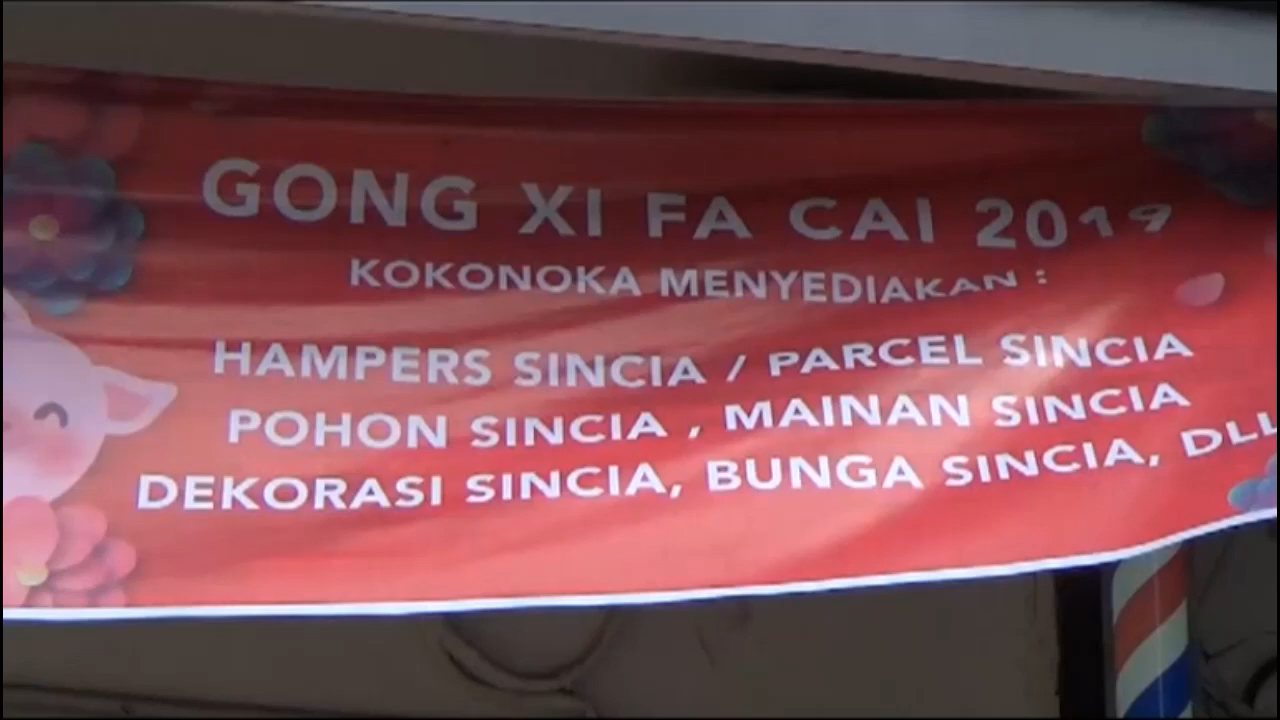 GONG XI FA CAI 2019
KOKONOKA MENYEDIAKAN :
HAMPERS SINCIA / PARCEL SINCIA
POHON SINCIA , MAINAN SINCIA
DEKORASI SINCIA, BUNGA SINCIA, DLL